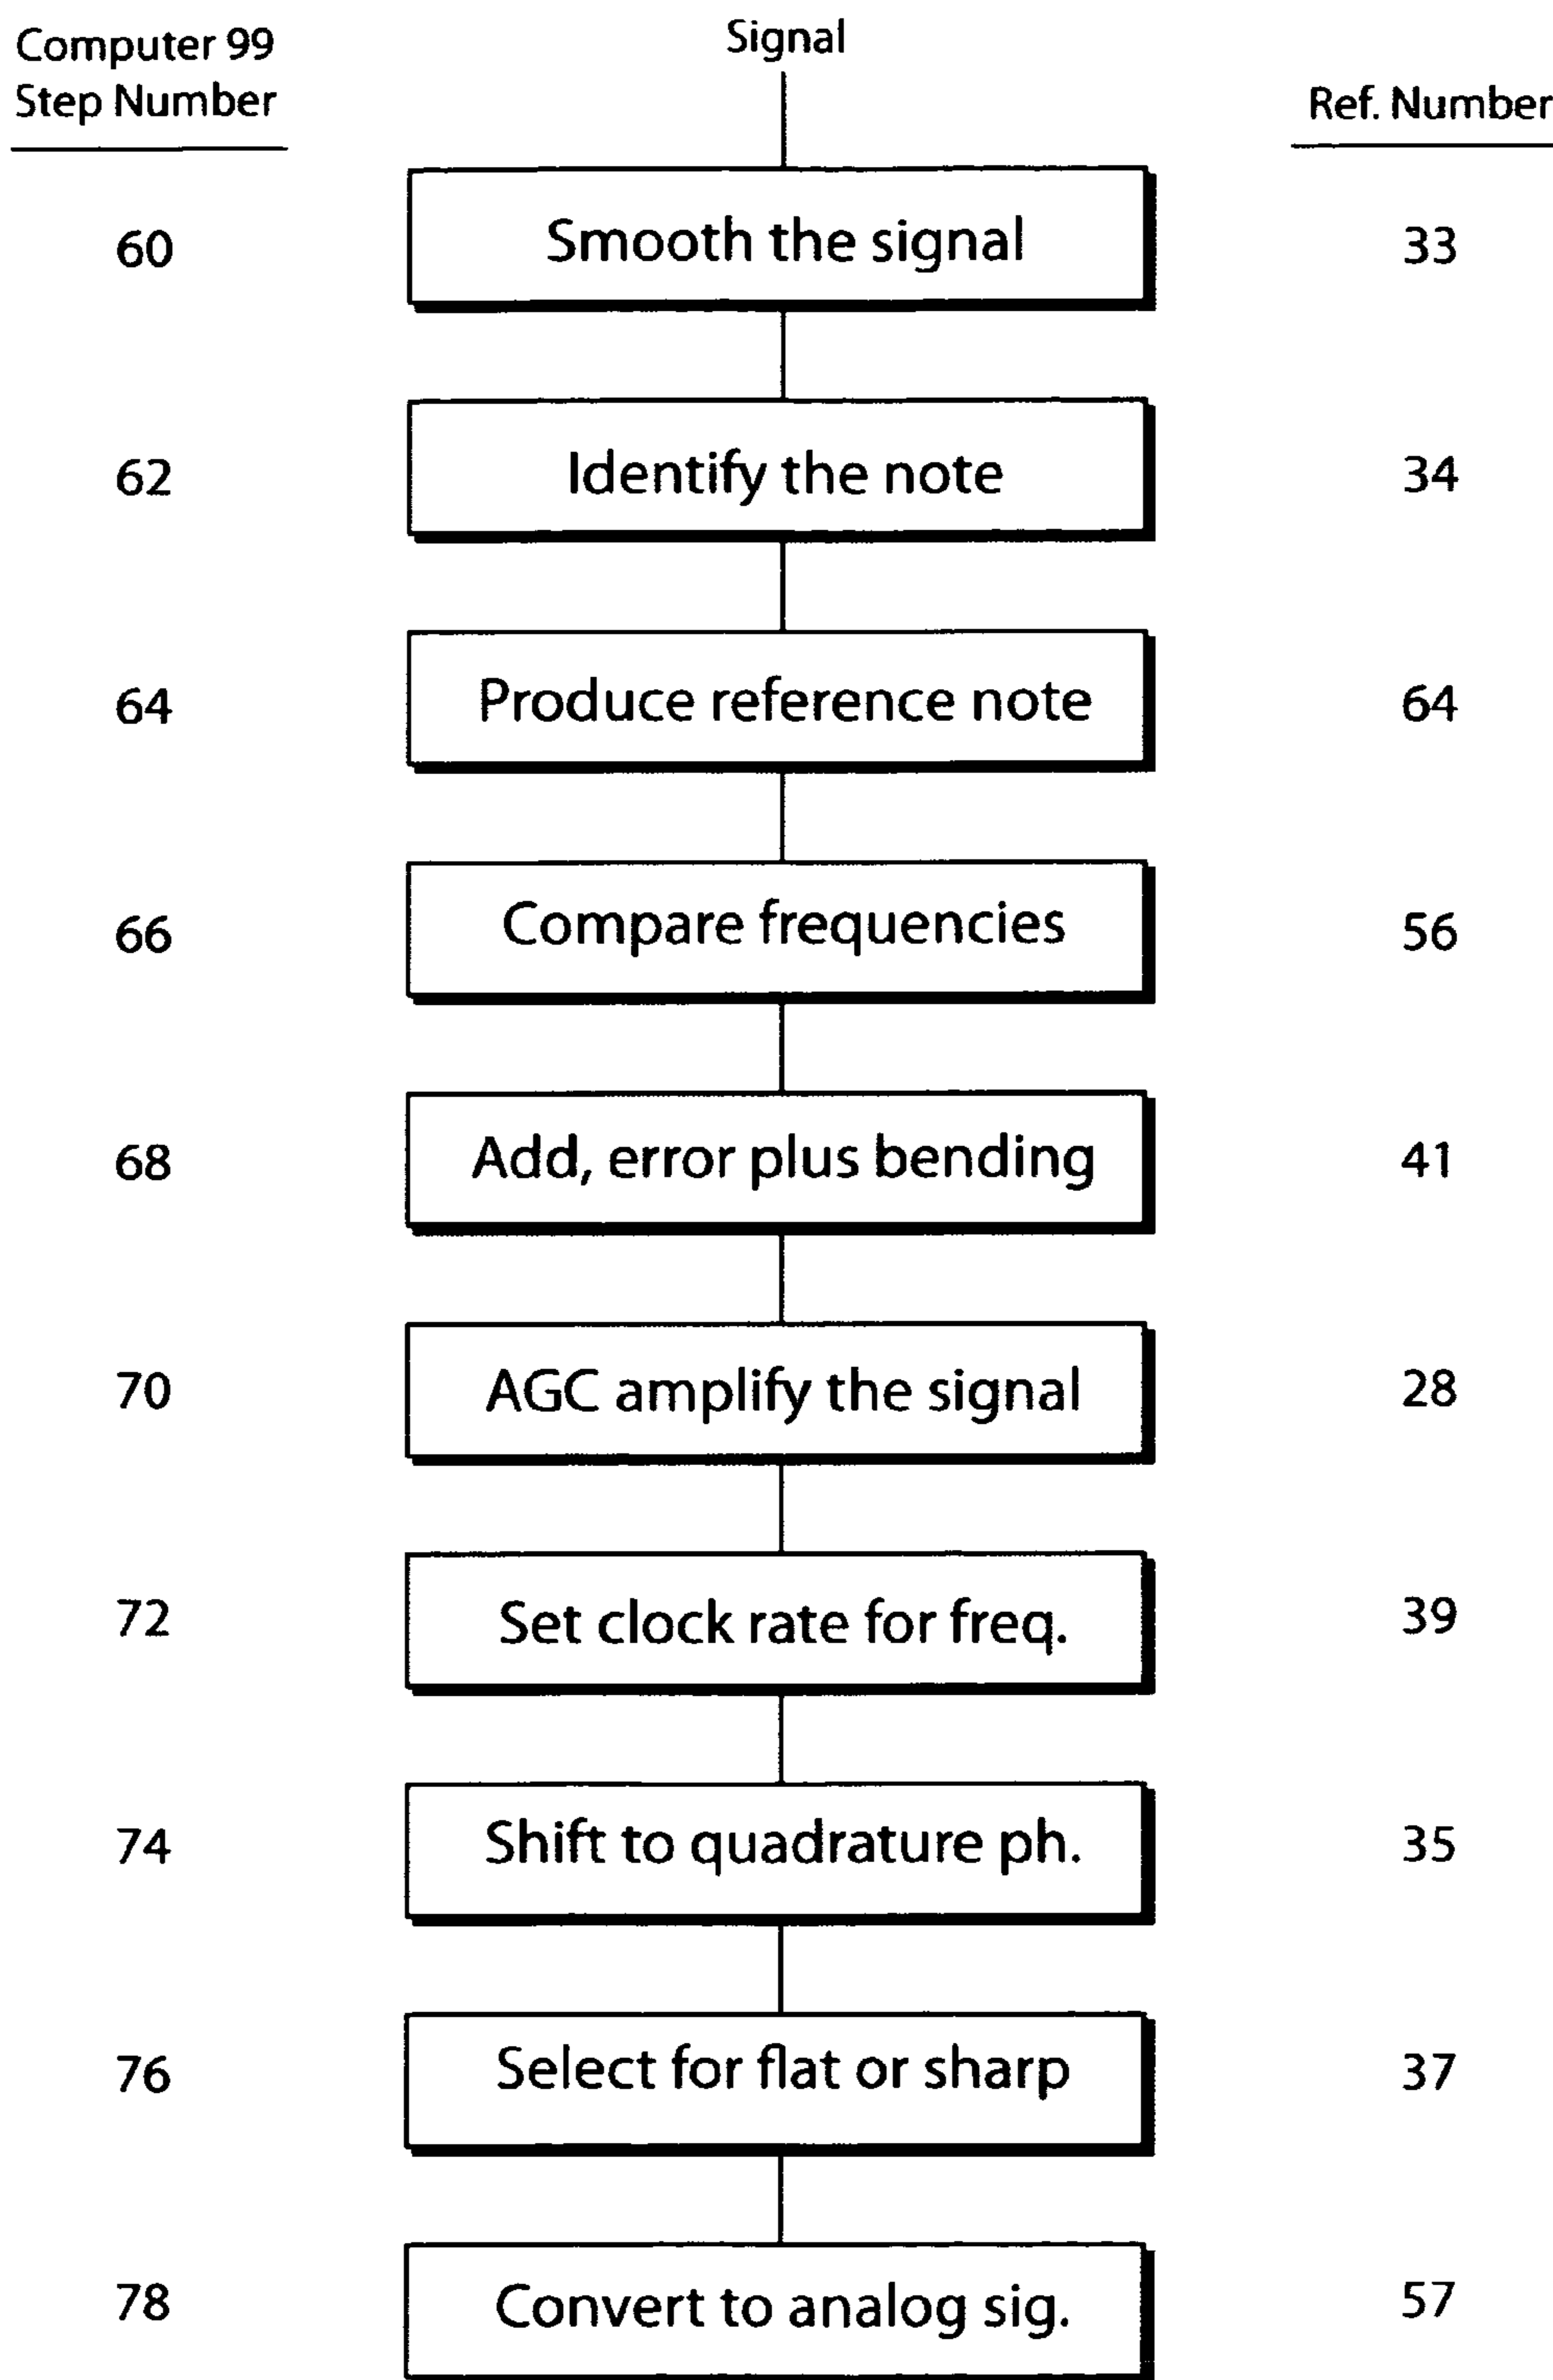 Computer 99
Step Number
Signal
Ref. Number
60
Smooth the signal
33
62
Identify the note
34
64
Produce reference note
64
66
Compare frequencies
56
68
Add, error plus bending
41
70
AGC amplify the signal
28
72
Set clock rate for freq.
39
74
Shift to quadrature ph.
35
76
Select for flat or sharp
37
78
Convert to analog sig.
57